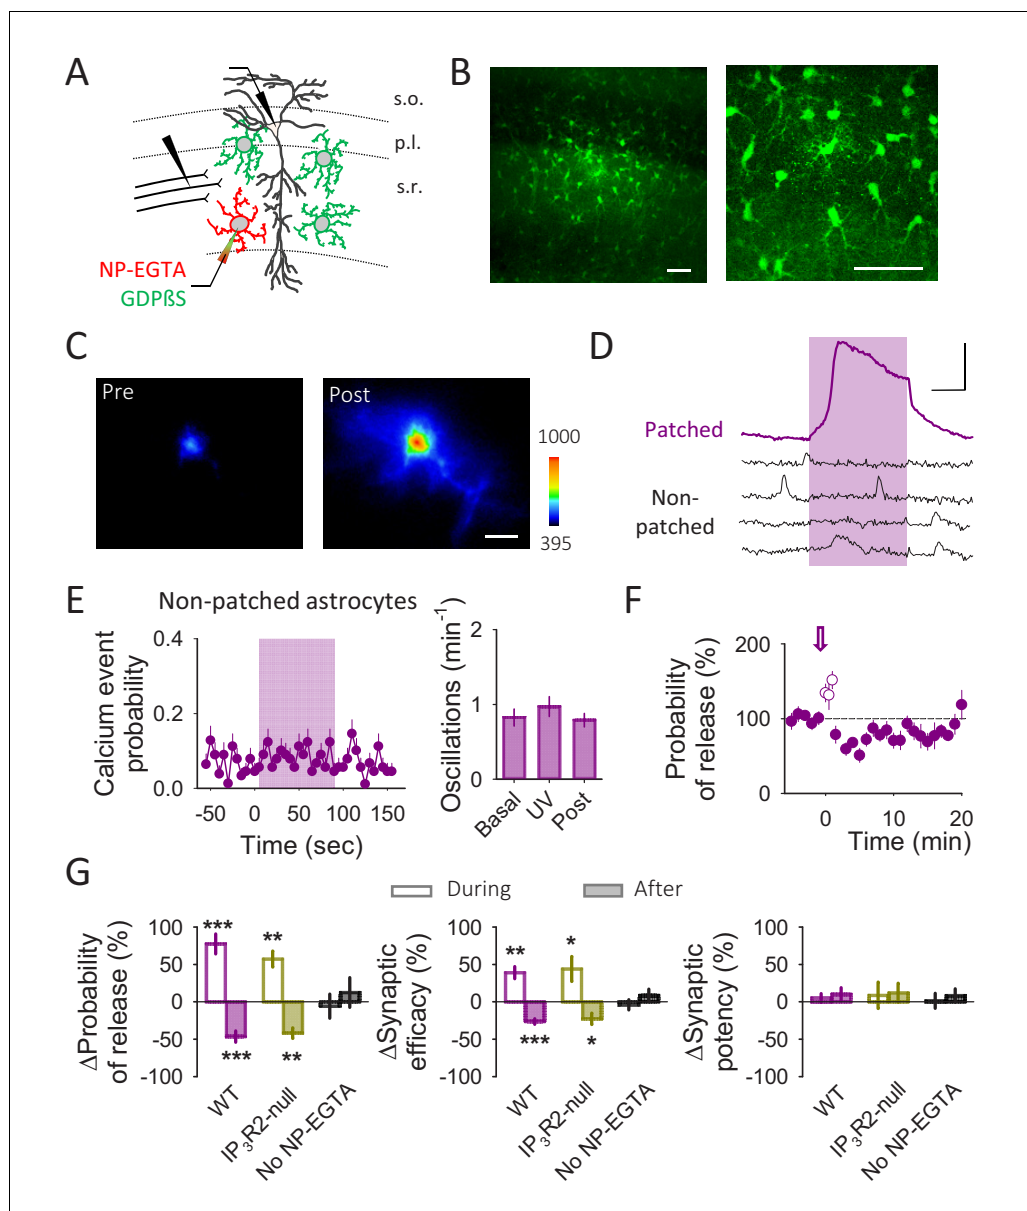 A
s.o.
p.l.
s.r.
NP-EGTA
GDPßS
B
C
Pre
Post
1000
395
D
Patched
Non-
patched
E
Non-patched astrocytes
Calcium event
probability
0.4
0.2
0.0
-50 0 50 100 150
Time (sec)
Oscillations (min-1)
2
1
0
Basal
UV
Post
F
Probability
of release (%)
200
100
0
0 10 20
Time (min)
G
During
After
ΔProbability
of release (%)
100
50
0
-50
-100
***
**
***
**
WT
IP3R2-null
No NP-EGTA
ΔSynaptic
efficacy (%)
100
50
0
-50
-100
**
*
***
*
WT
IP3R2-null
No NP-EGTA
ΔSynaptic
potency (%)
100
50
0
-50
-100
WT
IP3R2-null
No NP-EGTA